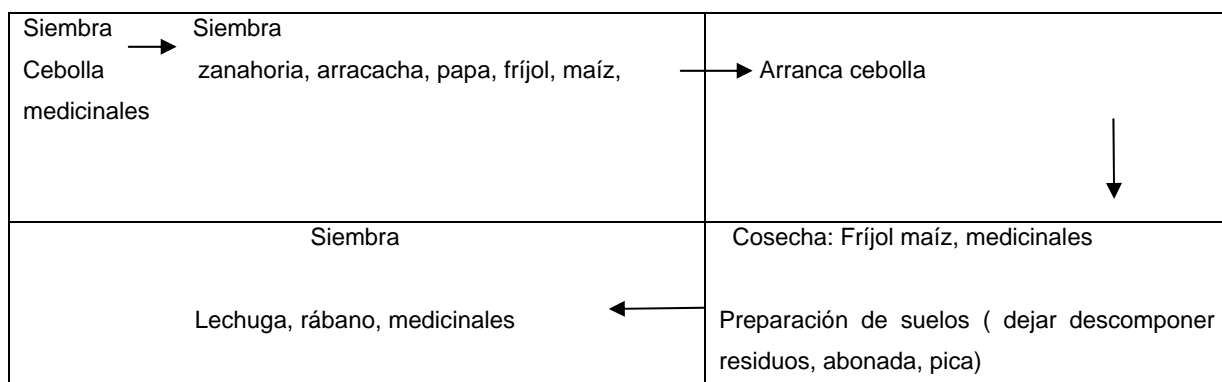 Siembra Siembra
Cebolla zanahoria, arracacha, papa, fríjol, maíz,
medicinales
Arranca cebolla
Siembra
Lechuga, rábano, medicinales
Cosecha: Fríjol maíz, medicinales
Preparación de suelos ( dejar descomponer
residuos, abonada, pica)